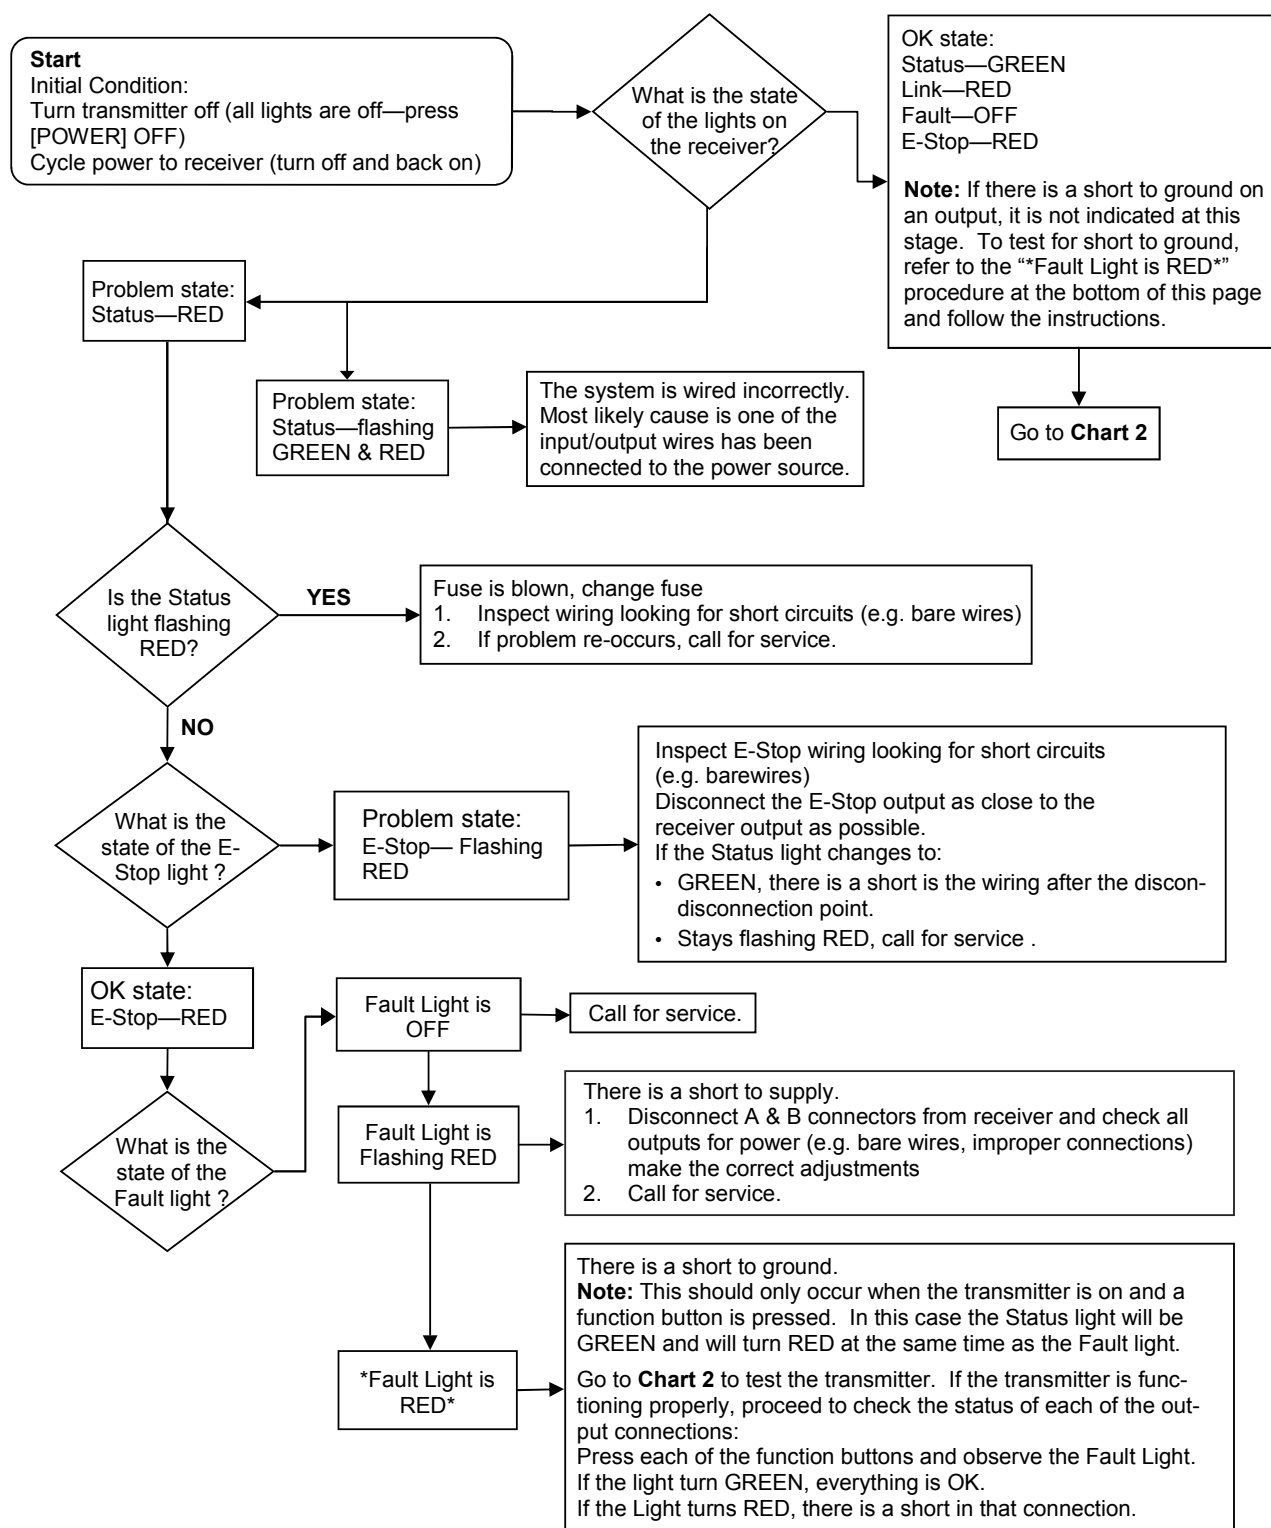 Start
Initial Condition:
Turn transmitter off (all lights are off—press
[POWER] OFF)
Cycle power to receiver (turn off and back on)
What is the state
of the lights on
the receiver?
OK state:
Status—GREEN
Link—RED
Fault—OFF
E-Stop—RED
Note: If there is a short to ground on
an output, it is not indicated at this
stage. To test for short to ground,
refer to the “*Fault Light is RED*”
procedure at the bottom of this page
and follow the instructions.
Go to Chart 2
Problem state:
Status—RED
Problem state:
Status—flashing
GREEN & RED
The system is wired incorrectly.
Most likely cause is one of the
input/output wires has been
connected to the power source.
Is the Status
light flashing
RED?
YES
Fuse is blown, change fuse
1. Inspect wiring looking for short circuits (e.g. bare wires)
2. If problem re-occurs, call for service.
NO
What is the
state of the E-
Stop light ?
Problem state:
E-Stop— Flashing
RED
Inspect E-Stop wiring looking for short circuits
(e.g. barewires)
Disconnect the E-Stop output as close to the
receiver output as possible.
If the Status light changes to:
• GREEN, there is a short is the wiring after the discon-
disconnection point.
• Stays flashing RED, call for service .
OK state:
E-Stop—RED
What is the
state of the
Fault light ?
Fault Light is
OFF
Call for service.
Fault Light is
Flashing RED
There is a short to supply.
1. Disconnect A & B connectors from receiver and check all
outputs for power (e.g. bare wires, improper connections)
make the correct adjustments
2. Call for service.
*Fault Light is
RED*
There is a short to ground.
Note: This should only occur when the transmitter is on and a
function button is pressed. In this case the Status light will be
GREEN and will turn RED at the same time as the Fault light.
Go to Chart 2 to test the transmitter. If the transmitter is func-
tioning properly, proceed to check the status of each of the out-
put connections:
Press each of the function buttons and observe the Fault Light.
If the light turn GREEN, everything is OK.
If the Light turns RED, there is a short in that connection.